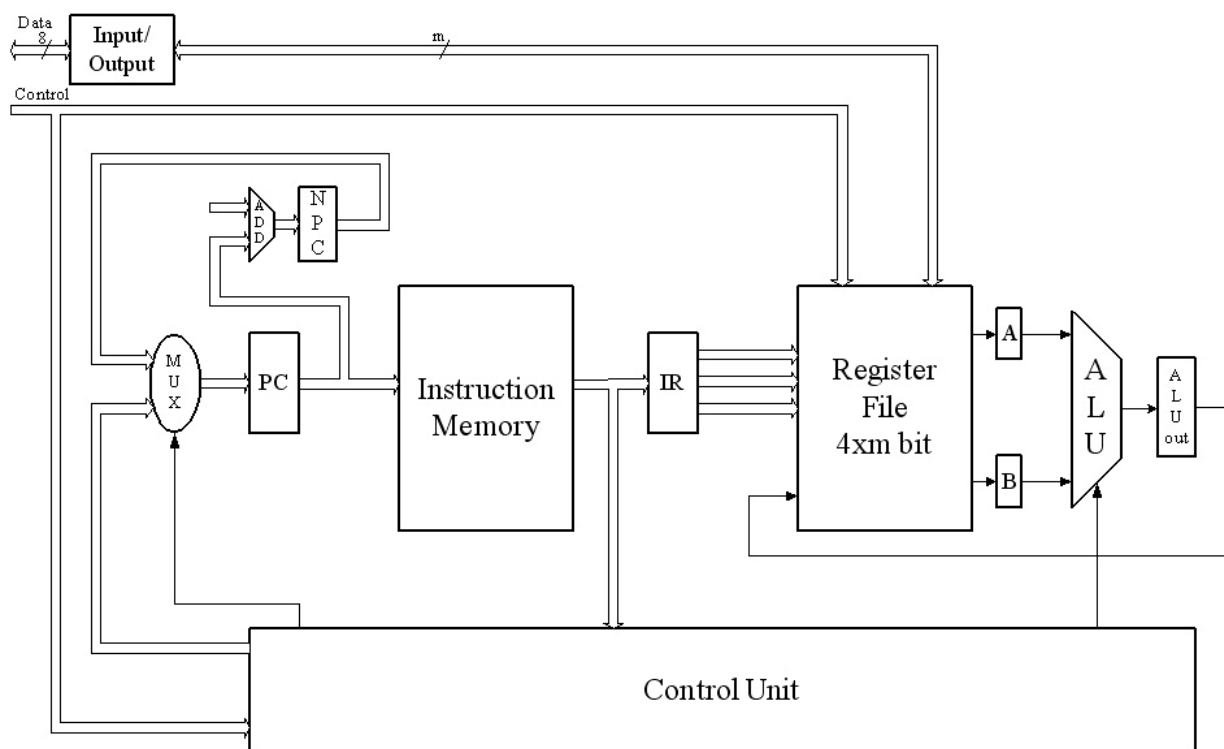 Data
8
Input/
Output
m
Control
A
D
D
N
P
C
M
U
X
PC
Instruction
Memory
IR
Register
File
4xm bit
A
B
A
L
U
A
L
U
out
Control Unit